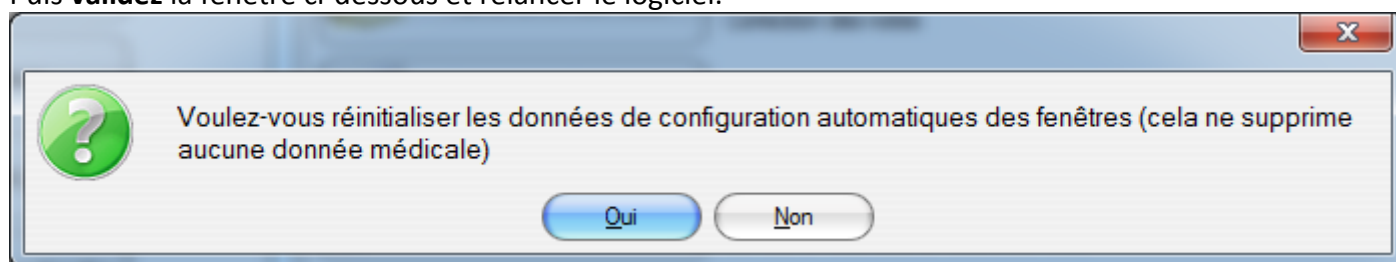 Puis validez la fenêtre ci-dessous et relancer le logiciel.
Voulez-vous réinitialiser les données de configuration automatiques des fenêtres (cela ne supprime
aucune donnée médicale)
Oui
Non